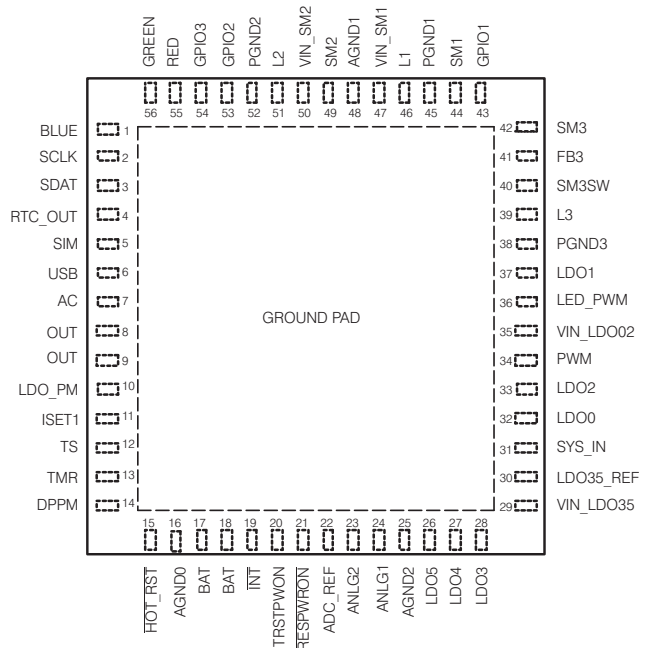 GREEN
RED
GPIO3
GPIO2
PGND2
L2
VIN_SM2
SM2
AGND1
VIN_SM1
L1
PGND1
SM1
GPIO1
56 55 54 53 52 51 50 49 48 47 46 45 44 43
BLUE 1
SCLK 2
SDAT 3
RTC_OUT 4
SIM 5
USB 6
AC 7
OUT 8
OUT 9
LDO_PM 10
ISET1 11
TS 12
TMR 13
DPPM 14
GROUND PAD
42 SM3
41 FB3
40 SM3SW
39 L3
38 PGND3
37 LDO1
36 LED_PWM
35 VIN_LDO02
34 PWM
33 LDO2
32 LDO0
31 SYS_IN
30 LDO35_REF
29 VIN_LDO35
15 16 17 18 19 20 21 22 23 24 25 26 27 28
HOT_RST
AGND0
BAT
BAT
INT
TRSTPWON
RESPWRON
ADC_REF
ANLG2
ANLG1
AGND2
LDO5
LDO4
LDO3